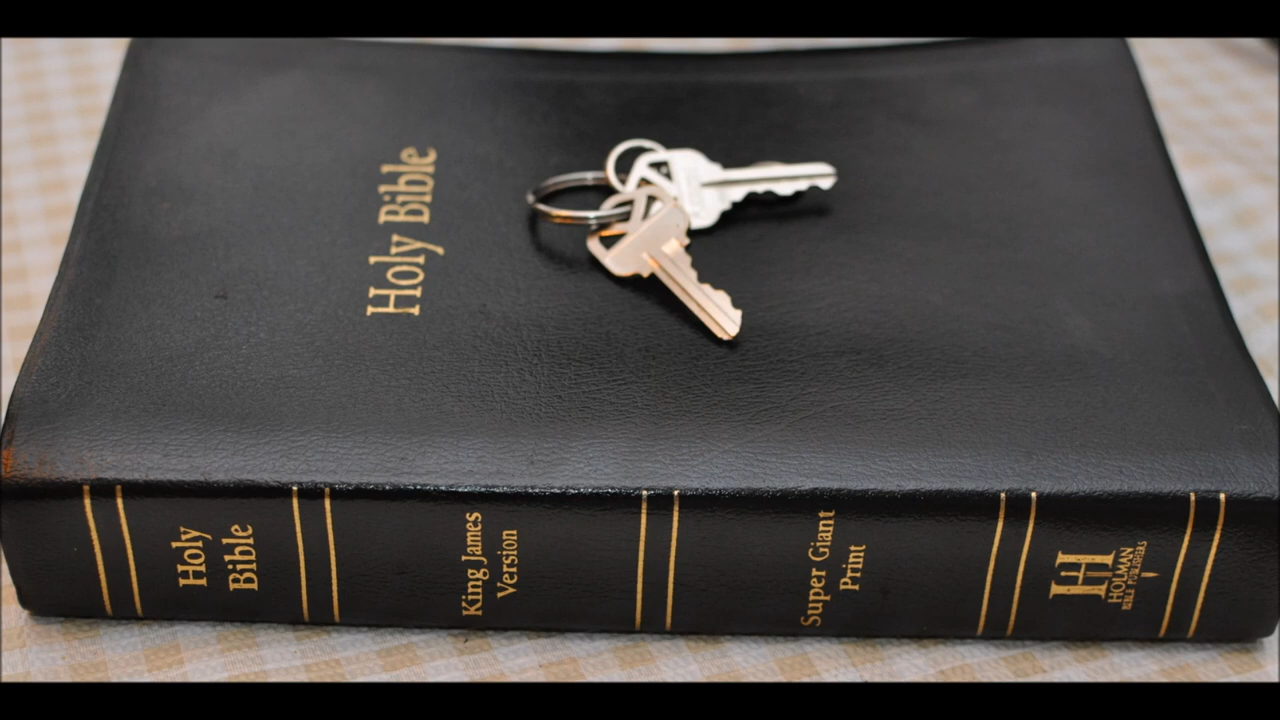 Holy Bible
Holy
Bible
King James
Version
Super Giant
Print
HOLMAN
BIBLE PUBLISHERS